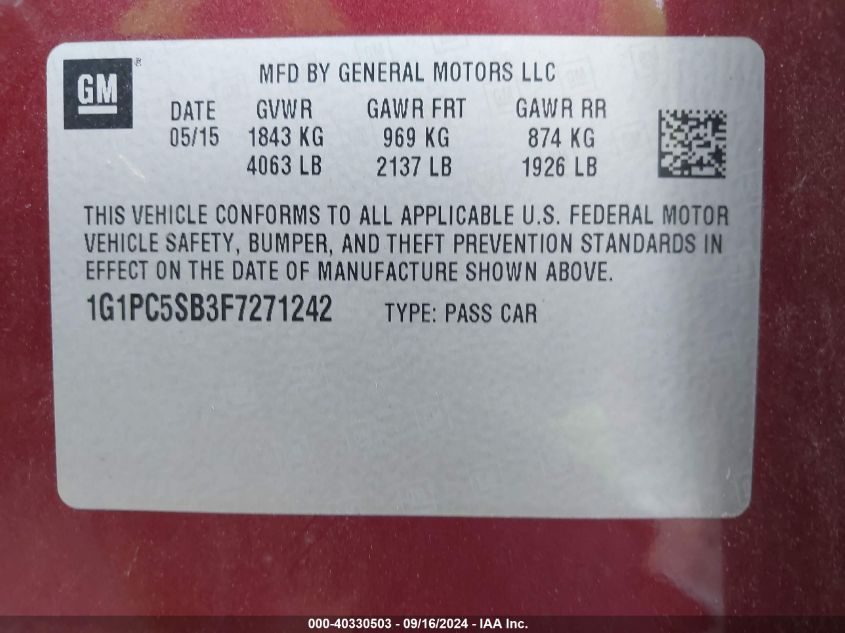 GM
MFD BY GENERAL MOTORS LLC
DATE GVWR GAWR FRT GAWR RR
05/15 1843 KG 969 KG 874 KG
4063 LB 2137 LB 1926 LB
THIS VEHICLE CONFORMS TO ALL APPLICABLE U.S. FEDERAL MOTOR
VEHICLE SAFETY, BUMPER, AND THEFT PREVENTION STANDARDS IN
EFFECT ON THE DATE OF MANUFACTURE SHOWN ABOVE.
1G1PC5SB3F7271242 TYPE: PASS CAR
000-40330503 - 09/16/2024 - IAA Inc.